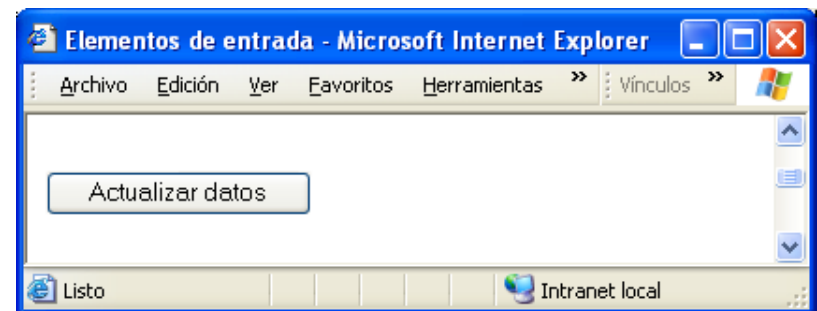 Elementos de entrada - Microsoft Internet Explorer
Archivo Edición Ver Favoritos Herramientas » Vínculos »
Actualizar datos
Listo Intranet local